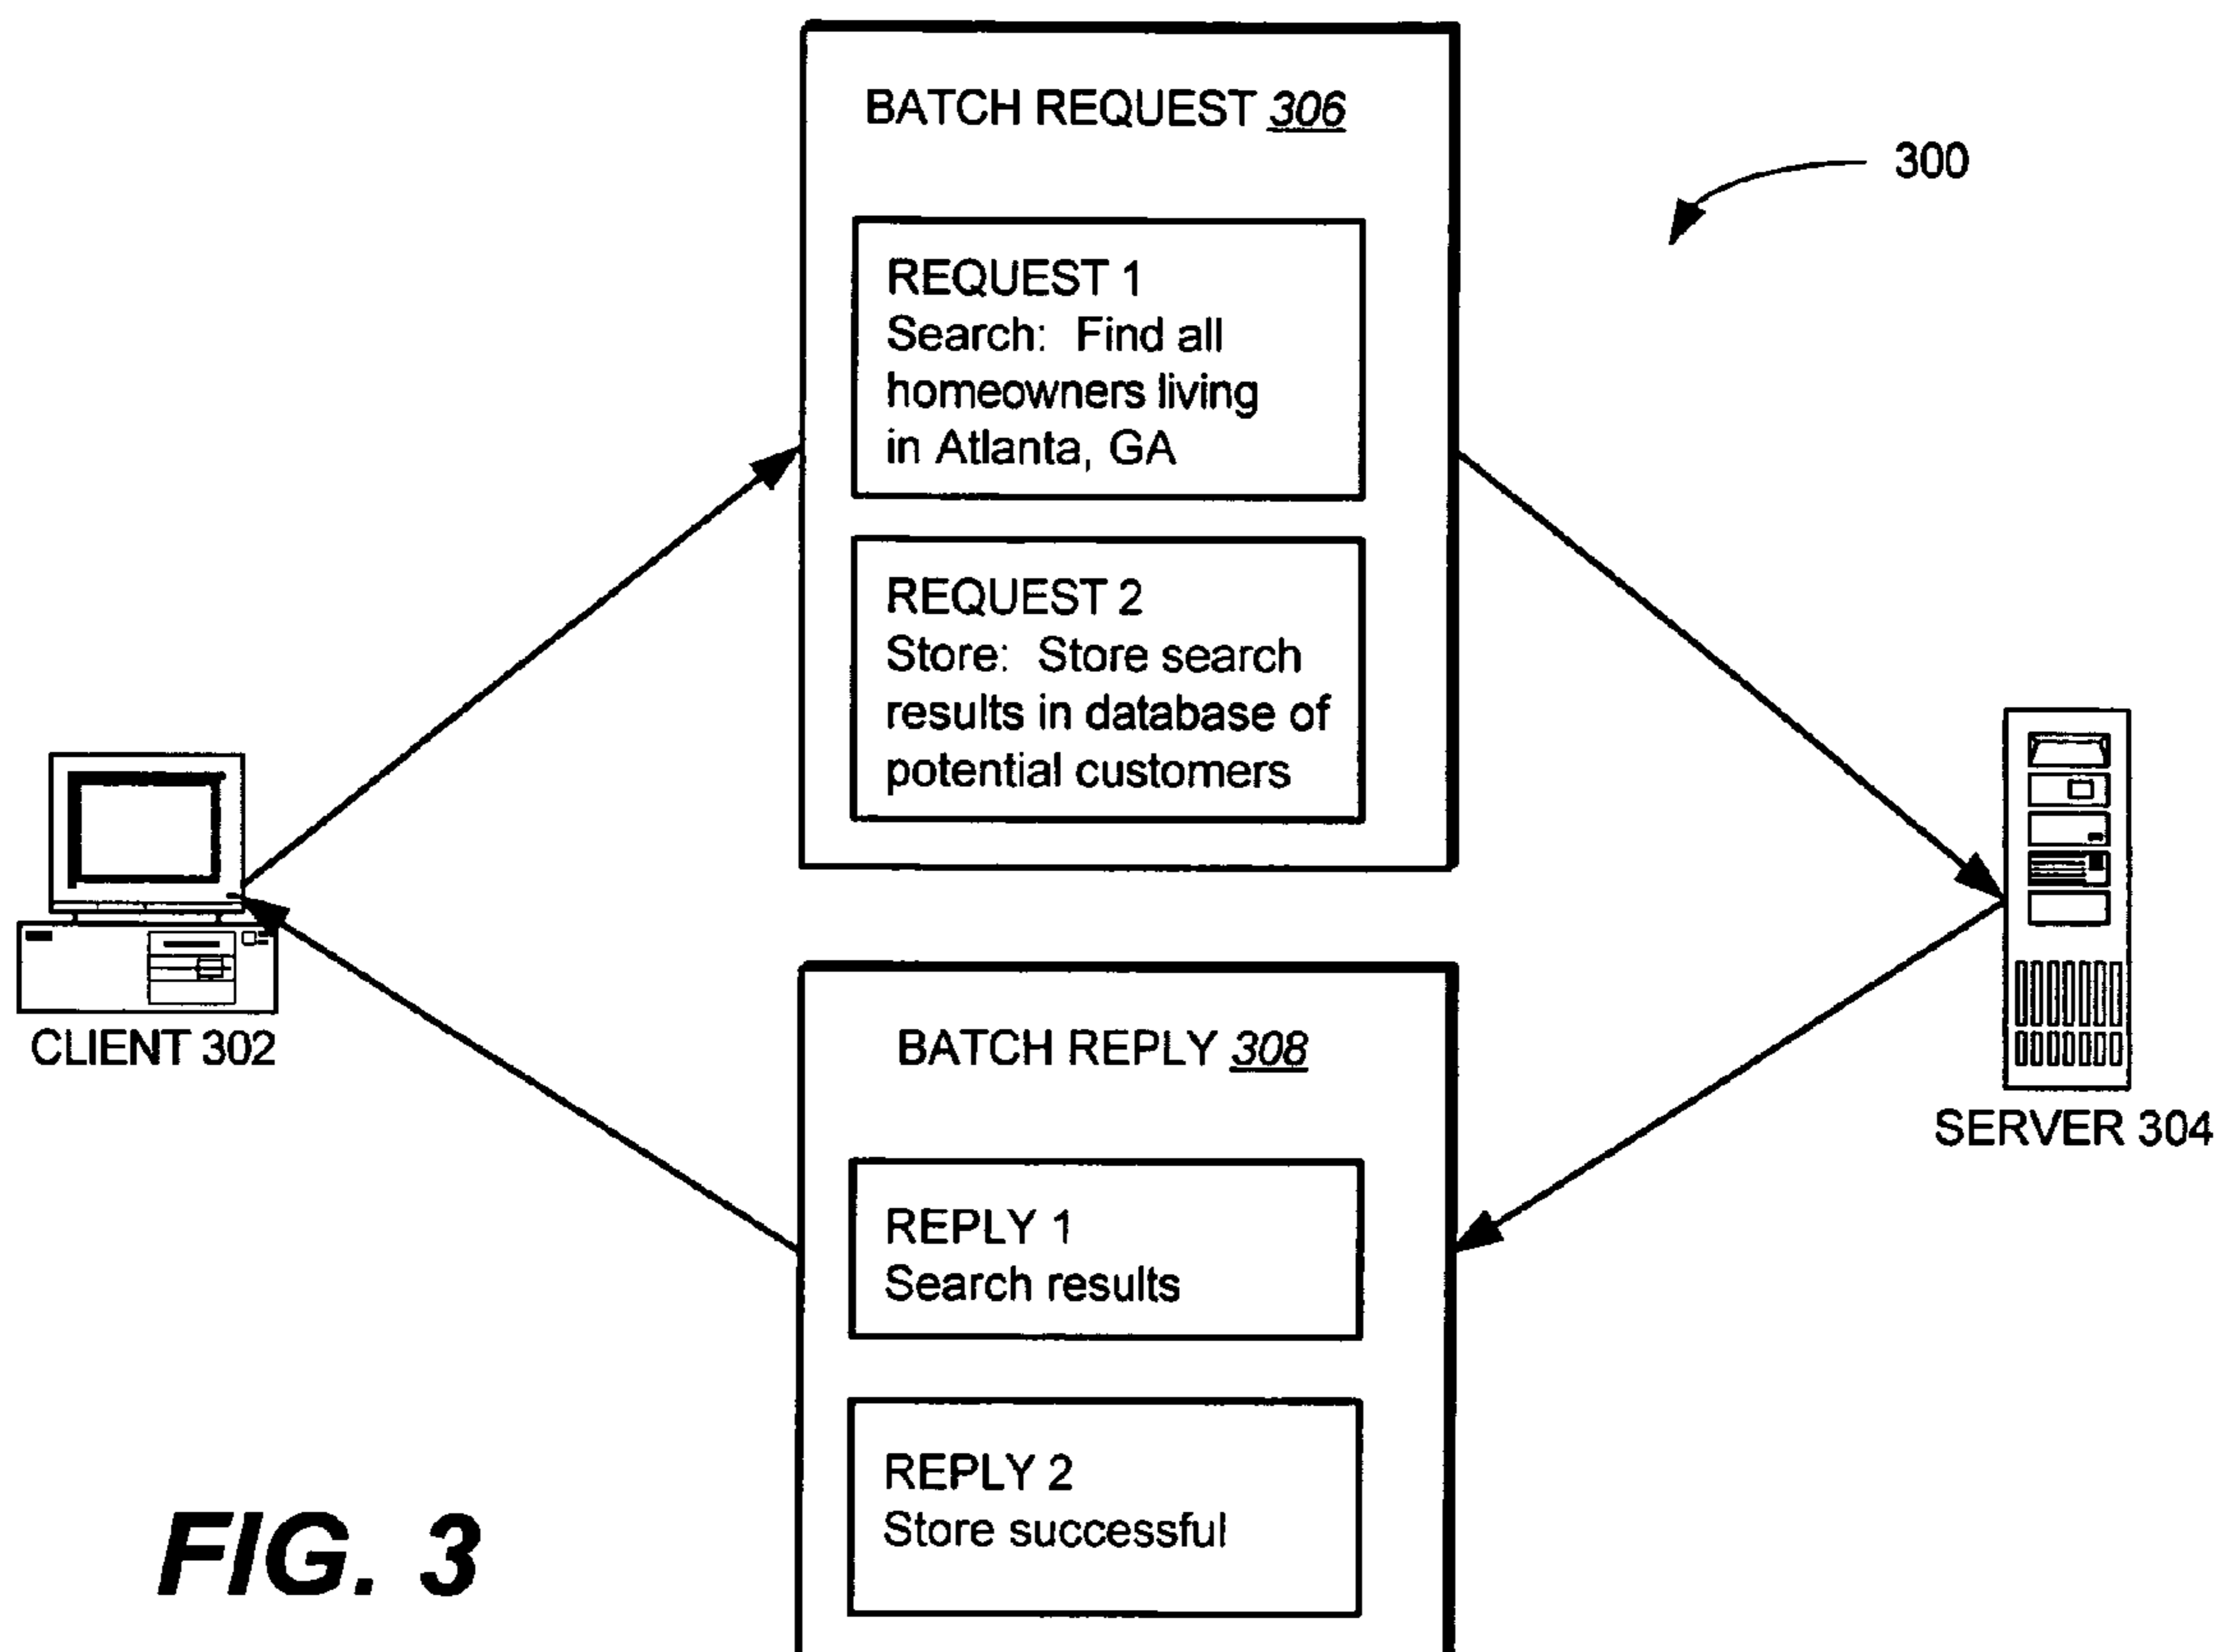 BATCH REQUEST 306
300
REQUEST 1
Search: Find all
homeowners living
in Atlanta, GA
REQUEST 2
Store: Store search
results in database of
potential customers
CLIENT 302
SERVER 304
BATCH REPLY 308
REPLY 1
Search results
REPLY 2
Store successful
FIG. 3